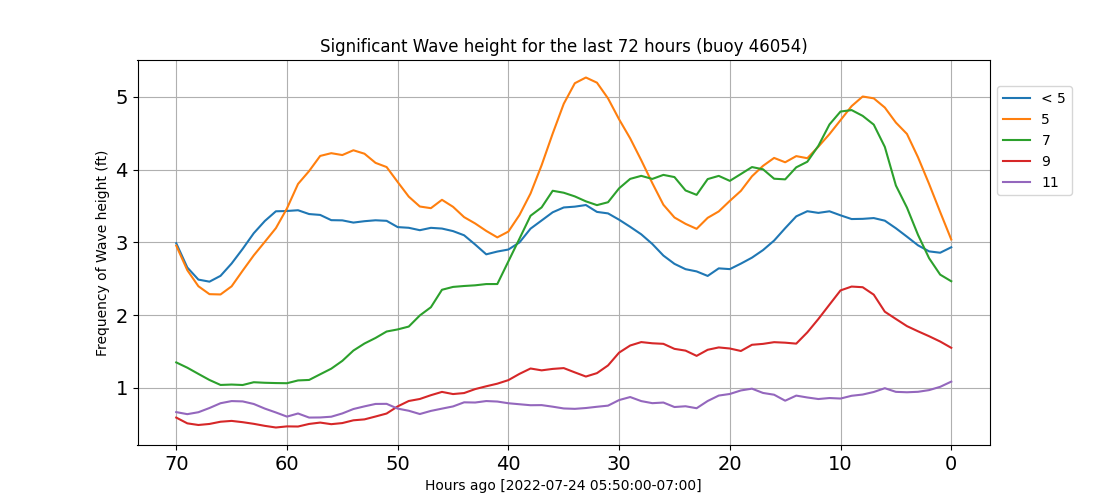 Significant Wave height for the last 72 hours (buoy 46054)
Frequency of Wave height (ft)
5
4
3
2
1
70 60 50 40 30 20 10 0
Hours ago [2022-07-24 05:50:00-07:00]
< 5
5
7
9
11